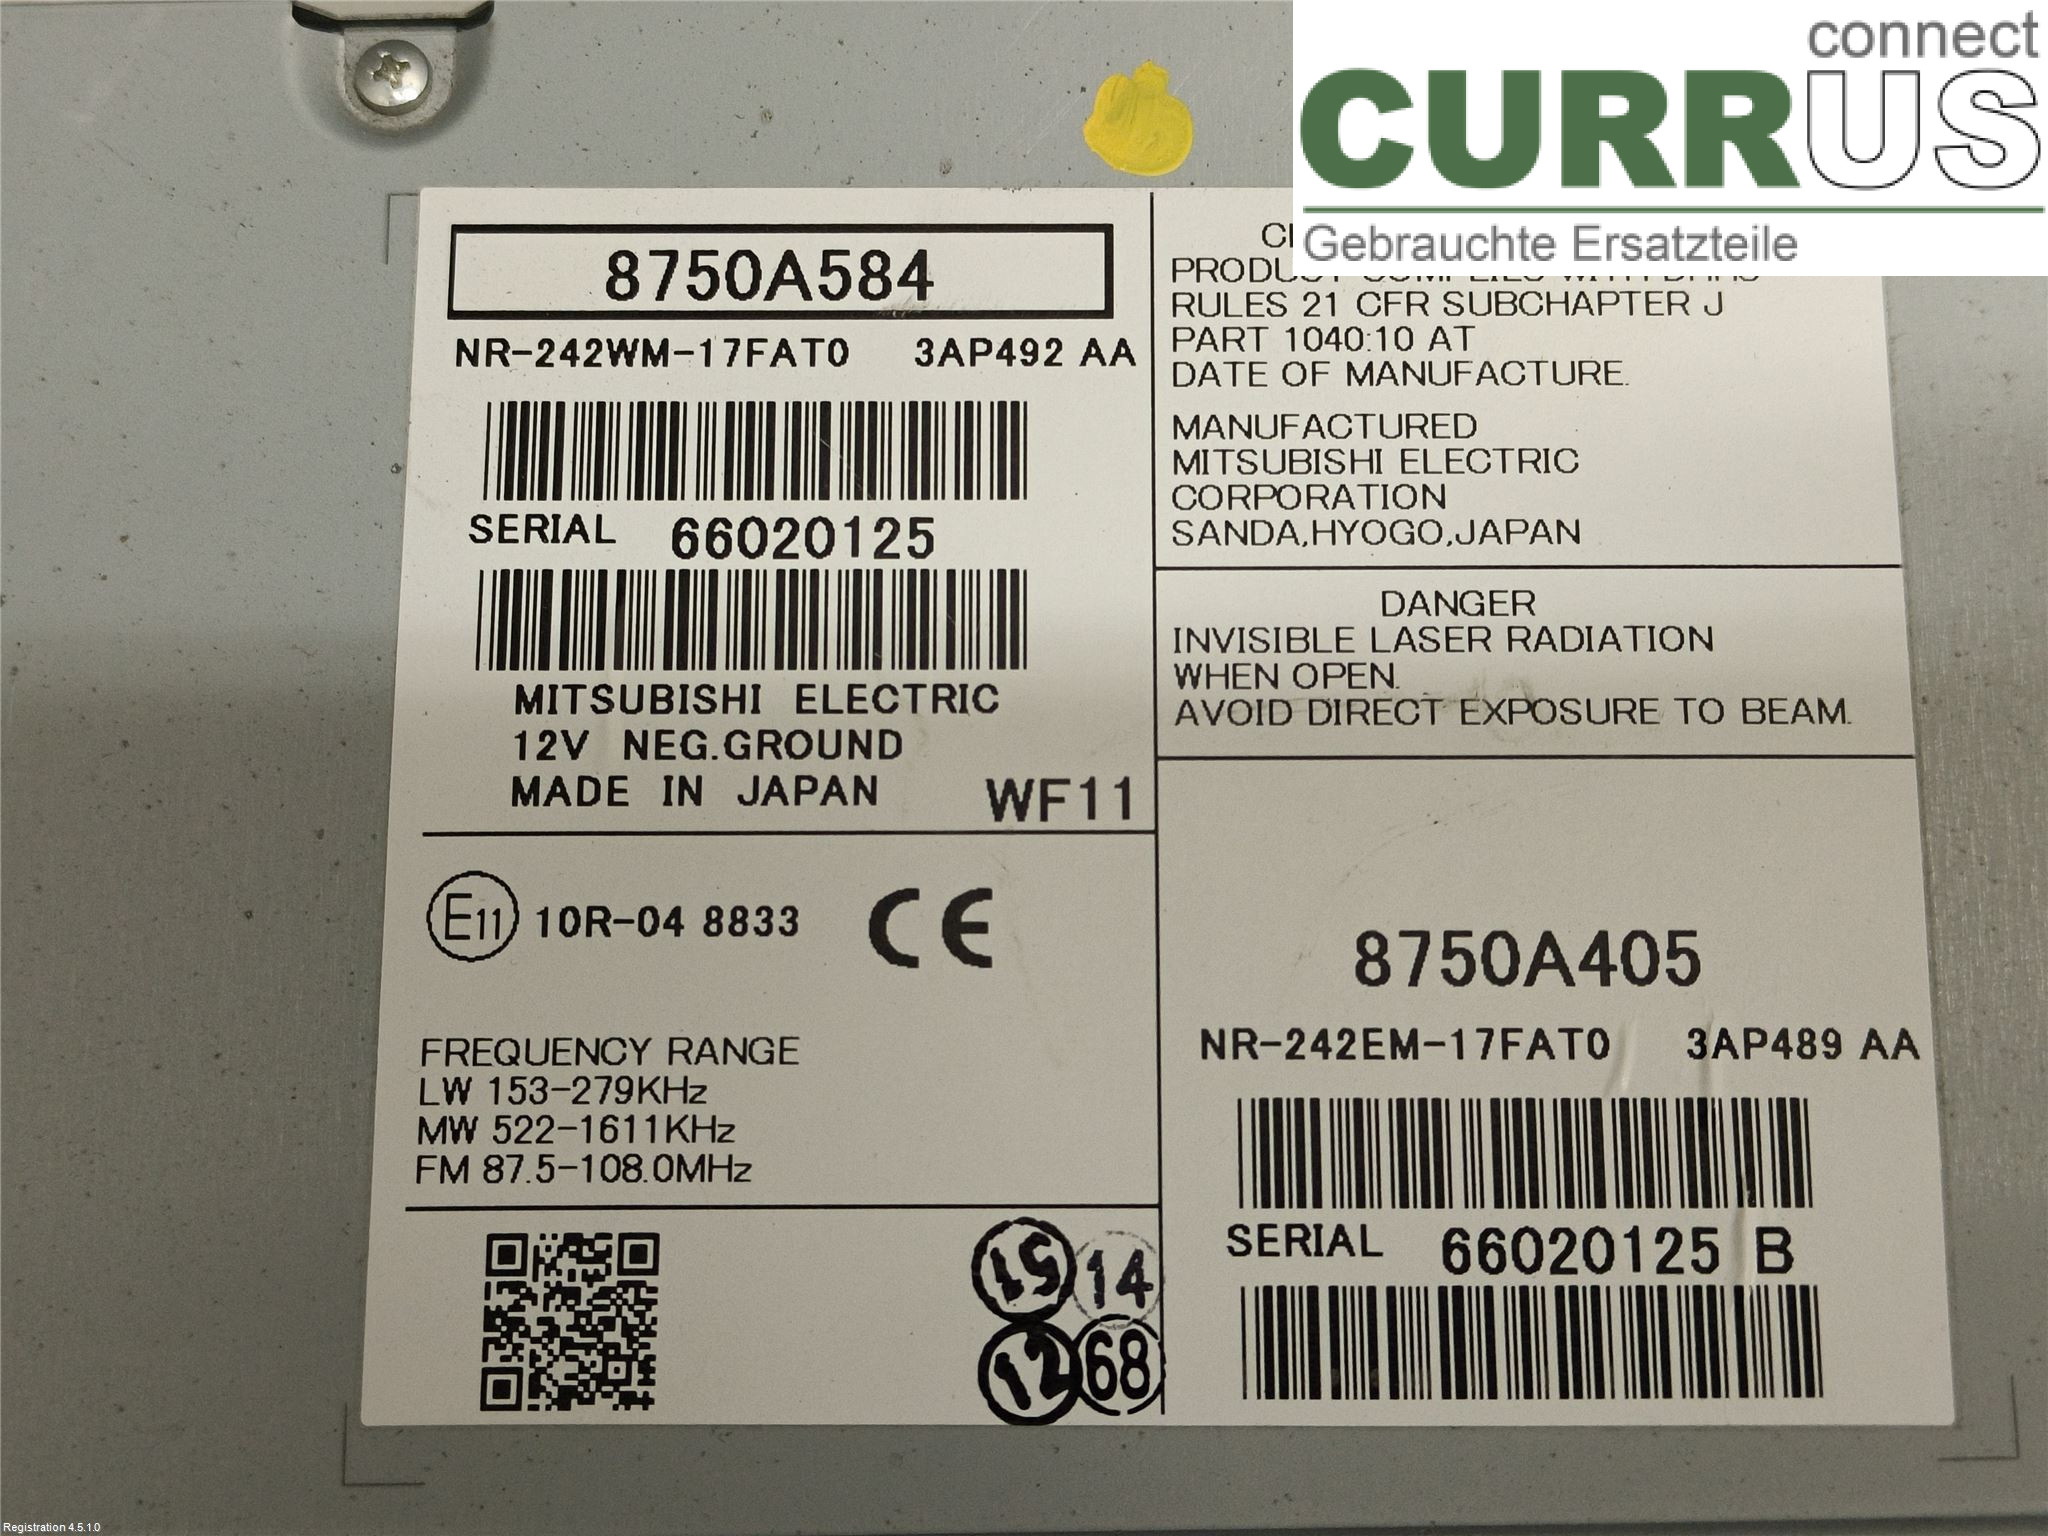 connect
CURRUS
Gebrauchte Ersatzteile
8750A584
NR-242WM-17FAT0 3AP492 AA
SERIAL 66020125
MITSUBISHI ELECTRIC
12V NEG.GROUND
MADE IN JAPAN WF11
E11 10R-04 8833 CE
FREQUENCY RANGE
LW 153-279KHz
MW 522-1611KHz
FM 87.5-108.0MHz
15 14
12 68
RULES 21 CFR SUBCHAPTER J
PART 1040:10 AT
DATE OF MANUFACTURE.
MANUFACTURED
MITSUBISHI ELECTRIC
CORPORATION
SANDA,HYOGO,JAPAN
DANGER
INVISIBLE LASER RADIATION
WHEN OPEN.
AVOID DIRECT EXPOSURE TO BEAM.
8750A405
NR-242EM-17FAT0 3AP489 AA
SERIAL 66020125 B
Registration 4.5.1.0